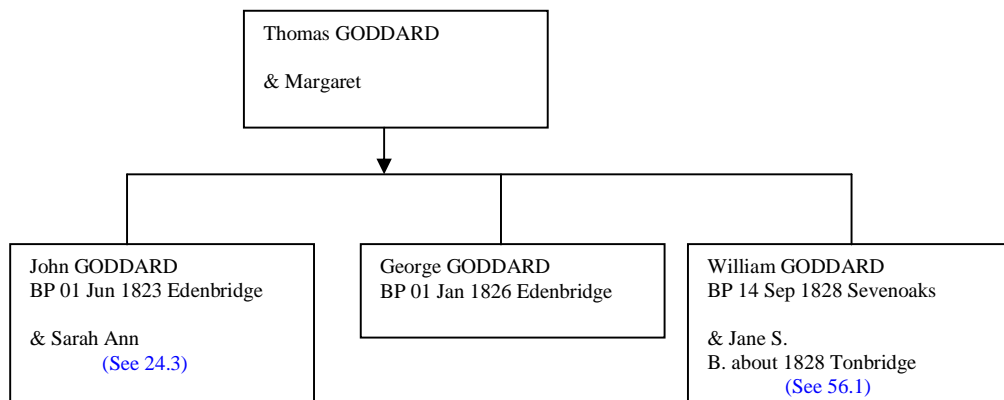 Thomas GODDARD
& Margaret
John GODDARD
BP 01 Jun 1823 Edenbridge
& Sarah Ann
(See 24.3)
George GODDARD
BP 01 Jan 1826 Edenbridge
William GODDARD
BP 14 Sep 1828 Sevenoaks
& Jane S.
B. about 1828 Tonbridge
(See 56.1)